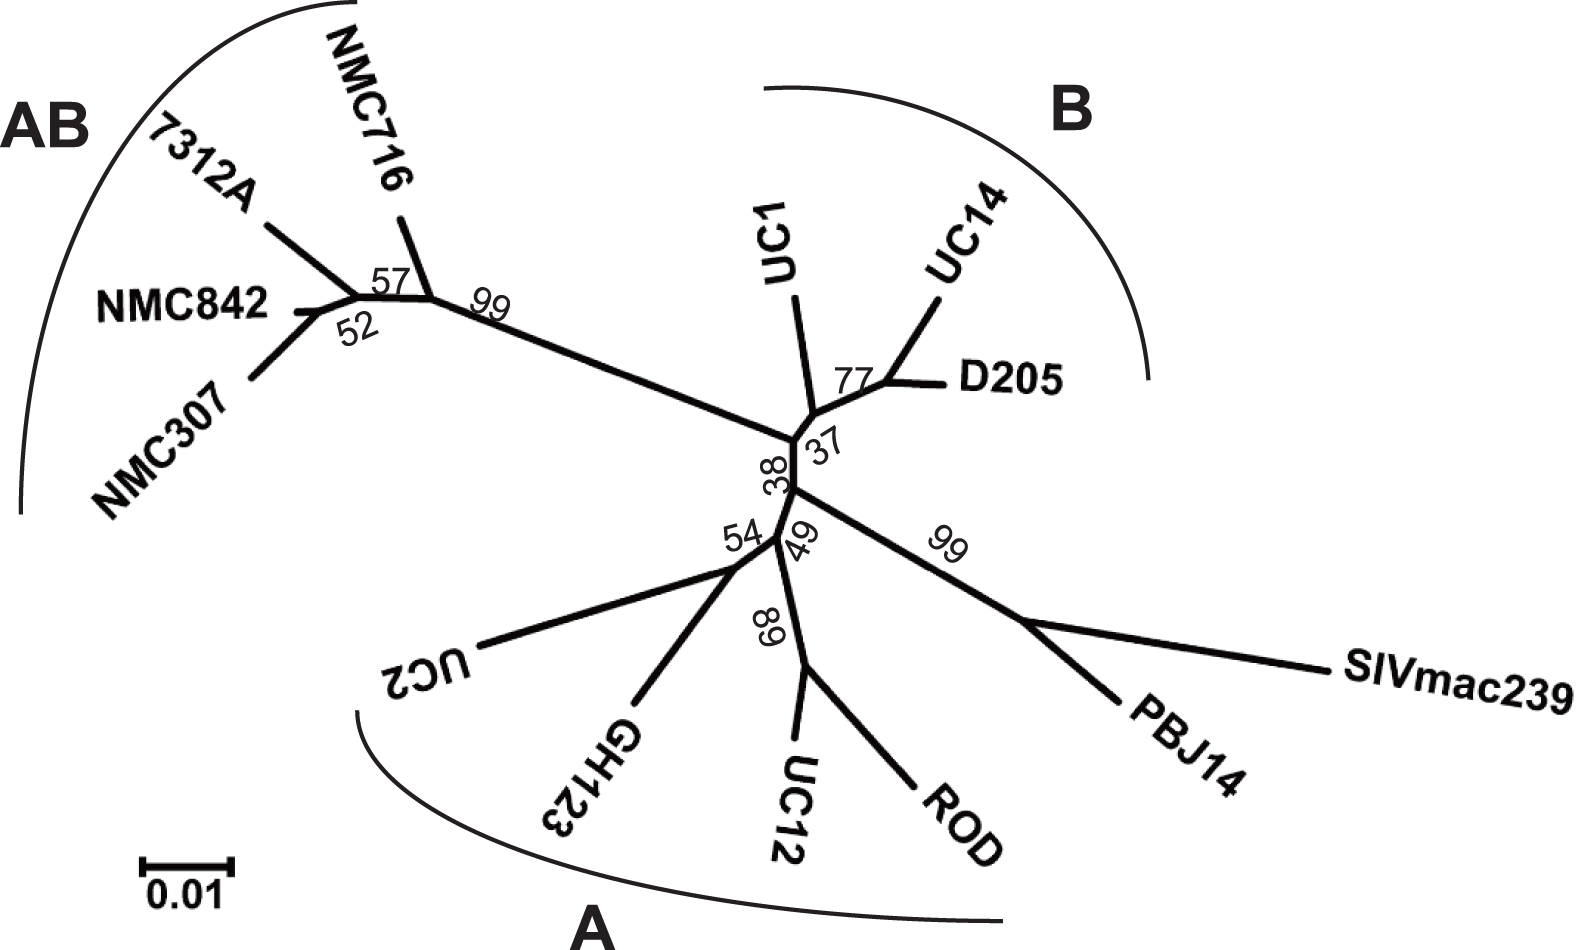 AB
NMC716
7312A
NMC842
NMC307
57
52
99
B
UC1
UC14
D205
77
37
38
54
49
99
89
UC2
GH123
UC12
ROD
SIVmac239
PBJ14
A
0.01